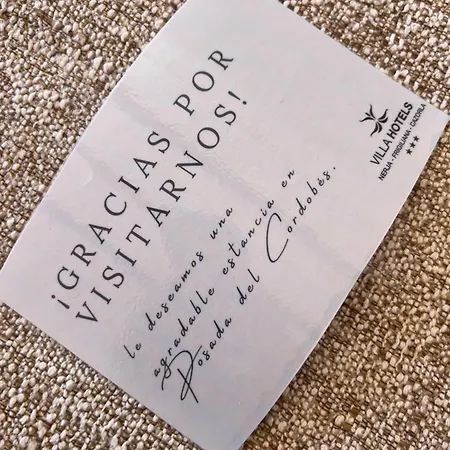 ¡GRACIAS POR
VISITARNOS!
le deseamos una
agradable estancia en
Posada del Cordobés.
VILLA HOTELS
NERJA - FRIGILIANA - CAZORLA
★★★